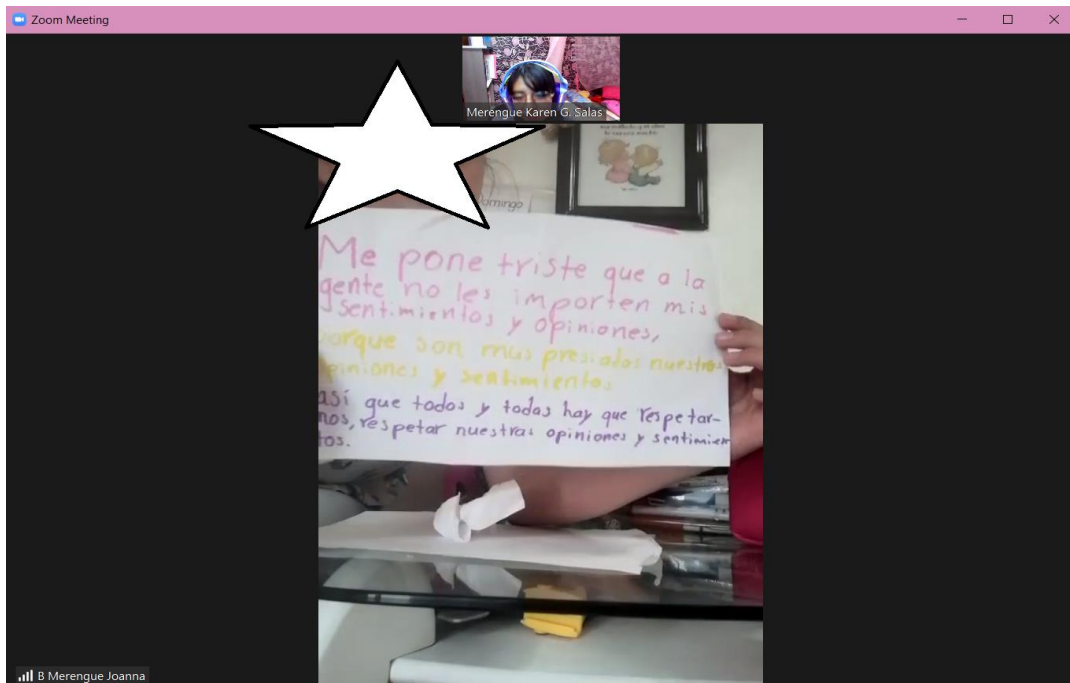 Zoom Meeting
Merengue Karen G. Salas
Domingo
Me pone triste que a la
gente no les importen mis
sentimientos y opiniones,
porque son mus presiados nuestras
opiniones y sentimientos
así que todos y todas hay que respetar-
nos, respetar nuestras opiniones y sentimien
tos.
B Merengue Joanna